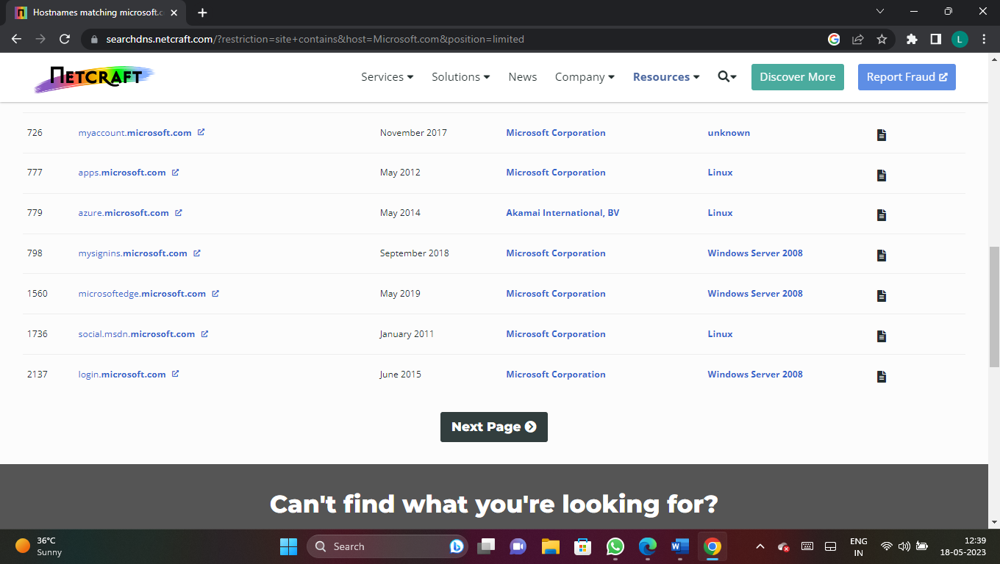 Hostnames matching microsoft.c
searchdns.netcraft.com/?restriction=site+contains&host=Microsoft.com&position=limited
L
NETCRAFT
Services
Solutions
News
Company
Resources
Discover More
Report Fraud
726 myaccount.microsoft.com November 2017 Microsoft Corporation unknown
777 apps.microsoft.com May 2012 Microsoft Corporation Linux
779 azure.microsoft.com May 2014 Akamai International, BV Linux
798 mysignins.microsoft.com September 2018 Microsoft Corporation Windows Server 2008
1560 microsoftedge.microsoft.com May 2019 Microsoft Corporation Windows Server 2008
1736 social.msdn.microsoft.com January 2011 Microsoft Corporation Linux
2137 login.microsoft.com June 2015 Microsoft Corporation Windows Server 2008
Next Page
Can't find what you're looking for?
36°C
Sunny
Search
ENG
IN
12:39
18-05-2023